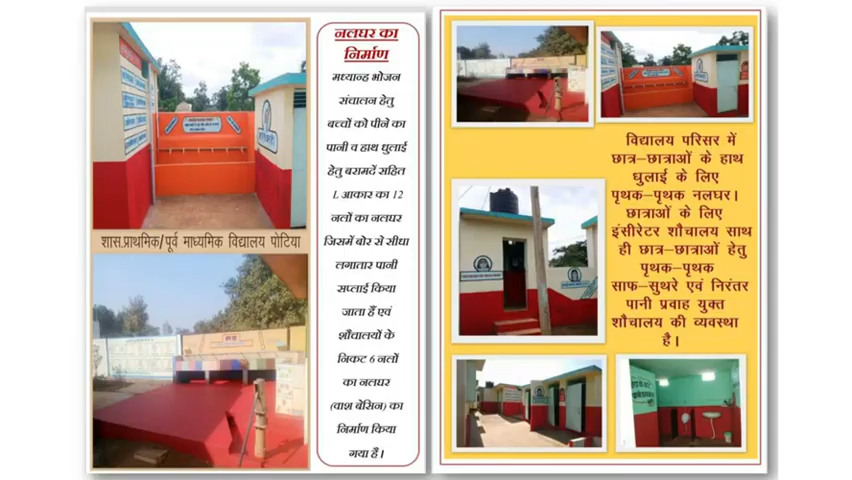 नलघर का
निर्माण
मध्यान्ह भोजन
संचालन हेतु
बच्चों को पीने का
पानी व हाथ धुलाई
हेतु बरामदें सहित
L आकार का 12
नलों का नलघर
जिसमें बोर से सीधा
लगातार पानी
सप्लाई किया
जाता हैं एवं
शौचालयों के
निकट 6 नलों
का नलघर
(वाश बेसिन) का
निर्माण किया
गया है।
शास.प्राथमिक/पूर्व माध्यमिक विद्यालय पोटिया
विद्यालय परिसर में
छात्र-छात्राओं के हाथ
धुलाई के लिए
पृथक-पृथक नलघर।
छात्राओं के लिए
इंसीरेटर शौचालय साथ
ही छात्र-छात्राओं हेतु
पृथक-पृथक
साफ-सुथरे एवं निरंतर
पानी प्रवाह युक्त
शौचालय की व्यवस्था
है।